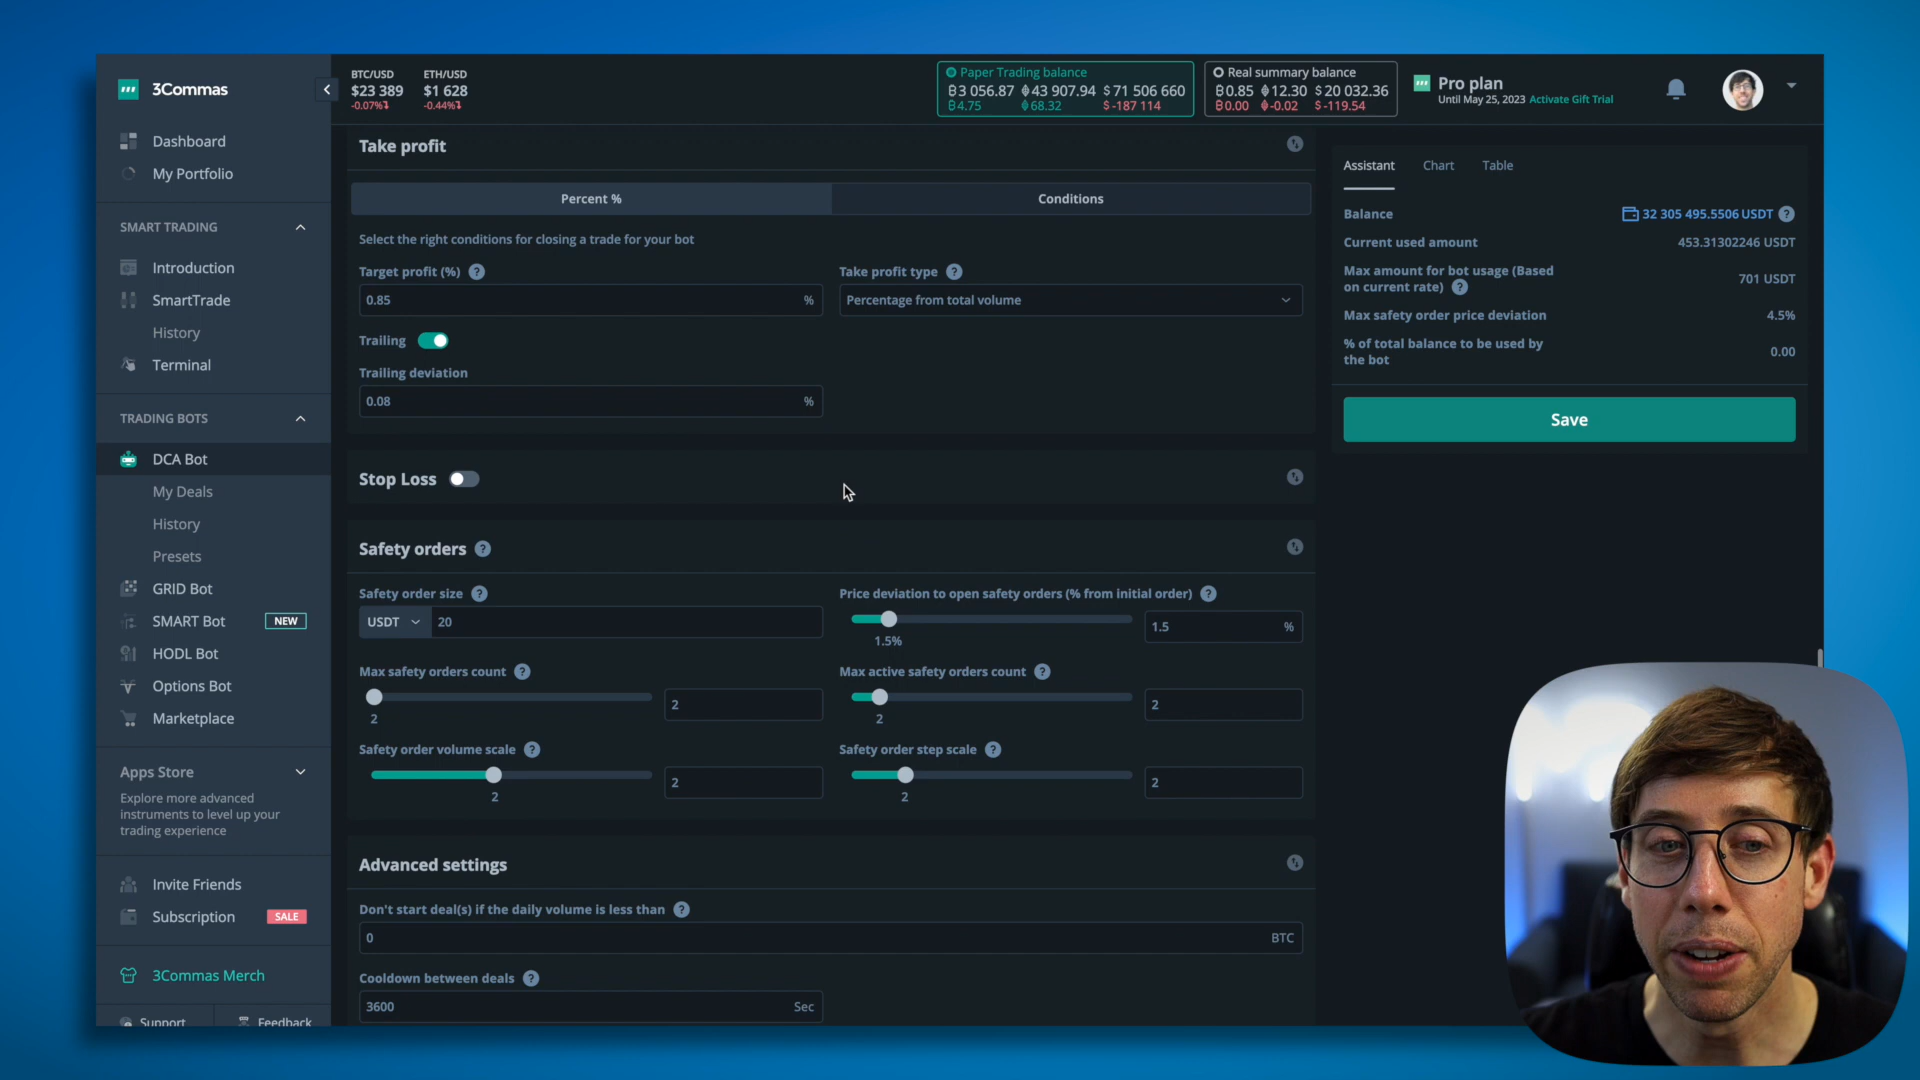 3Commas
Dashboard
My Portfolio
SMART TRADING
Introduction
SmartTrade
History
Terminal
TRADING BOTS
DCA Bot
My Deals
History
Presets
GRID Bot
SMART Bot NEW
HODL Bot
Options Bot
Marketplace
Apps Store
Explore more advanced
instruments to level up your
trading experience
Invite Friends
Subscription SALE
3Commas Merch
Support Feedback
BTC/USD ETH/USD
$23 389 $1 628
-0.07% -0.44%
Paper Trading balance
₿3 056.87 43 907.94 $ 71 506 660
₿4.75 68.32 $ -187 114
Real summary balance
₿0.85 12.30 $ 20 032.36
₿0.00 -0.02 $ -119.54
Pro plan
Until May 25, 2023 Activate Gift Trial
Take profit
Percent % Conditions
Select the right conditions for closing a trade for your bot
Target profit (%) ? Take profit type ?
0.85 % Percentage from total volume
Trailing
Trailing deviation
0.08 %
Stop Loss
Safety orders ?
Safety order size ? Price deviation to open safety orders (% from initial order) ?
USDT 20 1.5 %
1.5%
Max safety orders count ? Max active safety orders count ?
2 2
2 2
Safety order volume scale ? Safety order step scale ?
2 2
2 2
Advanced settings
Don't start deal(s) if the daily volume is less than ?
0 BTC
Cooldown between deals ?
3600 Sec
Assistant Chart Table
Balance 32 305 495.5506 USDT ?
Current used amount 453.31302246 USDT
Max amount for bot usage (Based
on current rate) ? 701 USDT
Max safety order price deviation 4.5%
% of total balance to be used by
the bot 0.00
Save